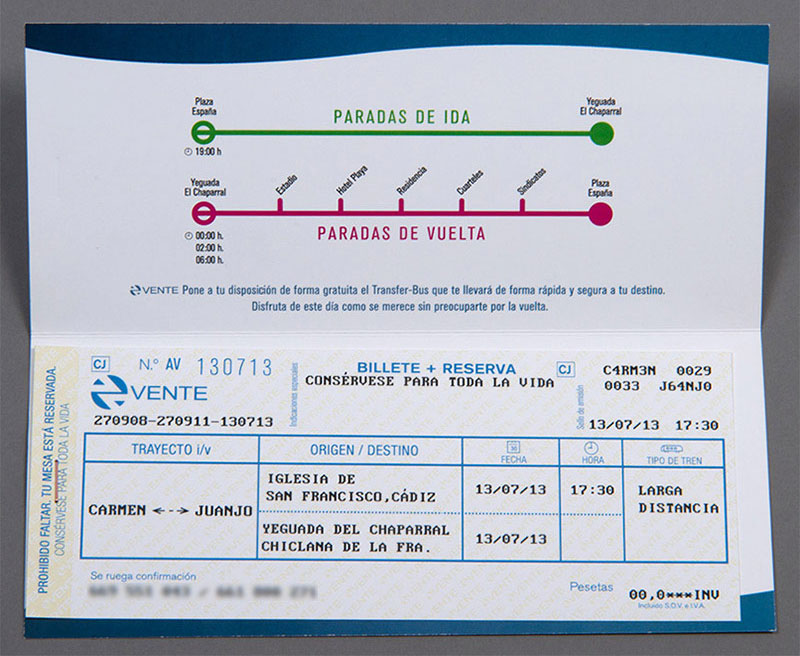 Plaza
España
Yeguada
El Chaparral
PARADAS DE IDA
19:00 h
Yeguada
El Chaparral
Estadio
Hotel Playa
Residencia
Cuarteles
Sindicatos
Plaza
España
00:00 h.
02:00 h.
06:00 h.
PARADAS DE VUELTA
VENTE Pone a tu disposición de forma gratuita el Transfer-Bus que te llevará de forma rápida y segura a tu destino.
Disfruta de este día como se merece sin preocuparte por la vuelta.
PROHIBIDO FALTAR. TU MESA ESTÁ RESERVADA.
CONSÉRVESE PARA TODA LA VIDA
CJ N.º AV 130713
VENTE
270908-270911-130713
Indicaciones especiales
BILLETE + RESERVA CJ
CONSÉRVESE PARA TODA LA VIDA
Sello de emisión
C4RM3N 0029
0033 J64NJ0
13/07/13 17:30
TRAYECTO i/v ORIGEN / DESTINO FECHA HORA TIPO DE TREN
CARMEN JUANJO
IGLESIA DE
SAN FRANCISCO,CÁDIZ
13/07/13 17:30
LARGA
DISTANCIA
YEGUADA DEL CHAPARRAL
CHICLANA DE LA FRA.
13/07/13
Se ruega confirmación
Pesetas 00,0***INV
Incluido S.O.V. e I.V.A.